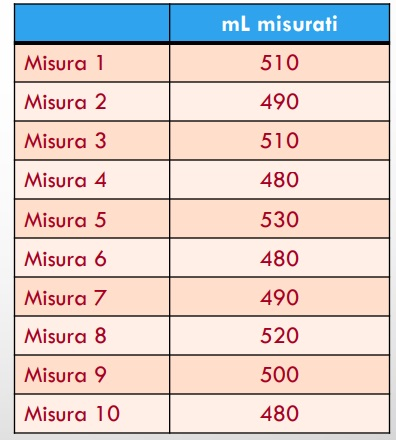 mL misurati
Misura 1 510
Misura 2 490
Misura 3 510
Misura 4 480
Misura 5 530
Misura 6 480
Misura 7 490
Misura 8 520
Misura 9 500
Misura 10 480